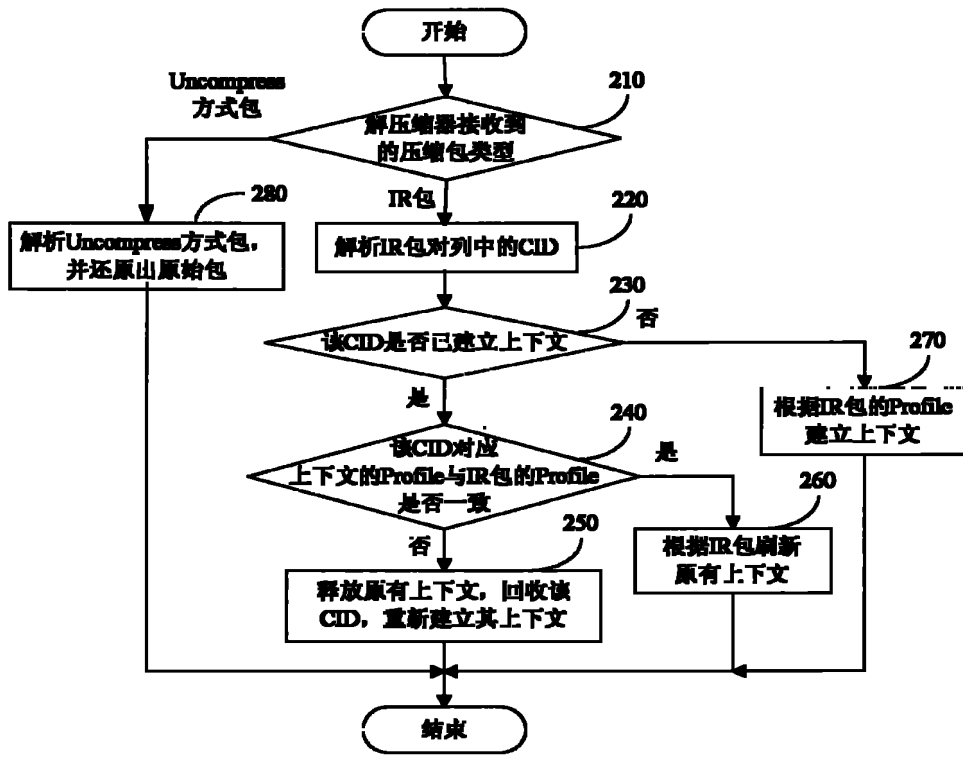 开始
210
Uncompress
方式包
解压缩器接收到
的压缩包类型
280
IR包
220
解析Uncompress方式包，
并还原出原始包
解析IR包对列中的CID
230
否
该CID是否已建立上下文
270
是
根据IR包的Profile
建立上下文
240
该CID对应
上下文的Profile与IR包的Profile
是否一致
是
260
250
否
根据IR包刷新
原有上下文
释放原有上下文，回收该
CID，重新建立其上下文
结束